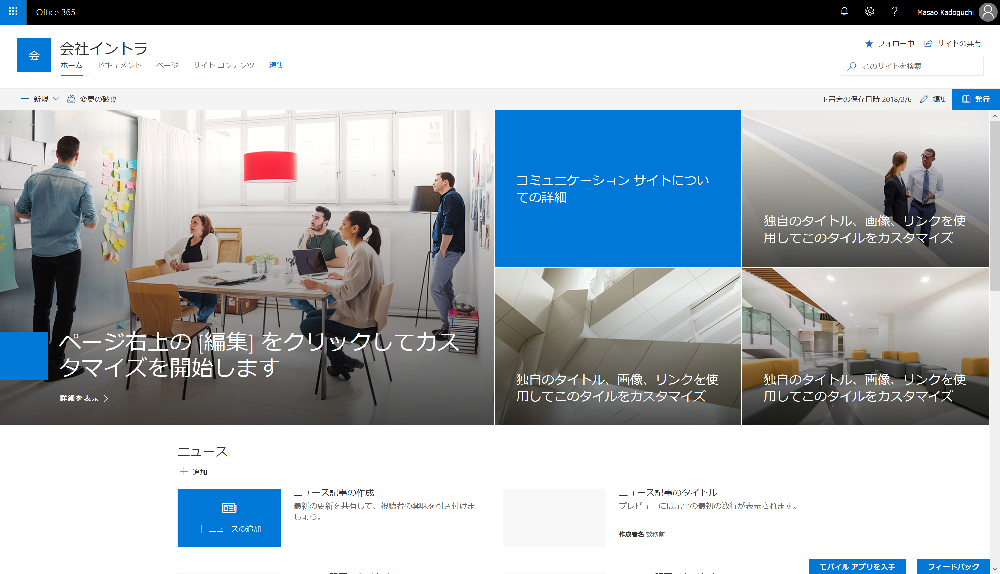 Office 365
Masao Kadoguchi
会
会社イントラ
フォロー中 サイトの共有
ホーム ドキュメント ページ サイト コンテンツ 編集
このサイトを検索
新規 変更の破棄
下書きの保存日時 2018/2/6 編集 発行
コミュニケーション サイトについ
ての詳細
独自のタイトル、画像、リンクを使
用してこのタイルをカスタマイズ
ページ右上の [編集] をクリックしてカス
タマイズを開始します
詳細を表示
独自のタイトル、画像、リンクを使
用してこのタイルをカスタマイズ
独自のタイトル、画像、リンクを使
用してこのタイルをカスタマイズ
ニュース
追加
ニュースの追加
ニュース記事の作成
最新の更新を共有して、視聴者の興味を引き付けま
しょう。
ニュース記事のタイトル
プレビューには記事の最初の数行が表示されます。
作成者名 数秒前
モバイル アプリを入手
フィードバック